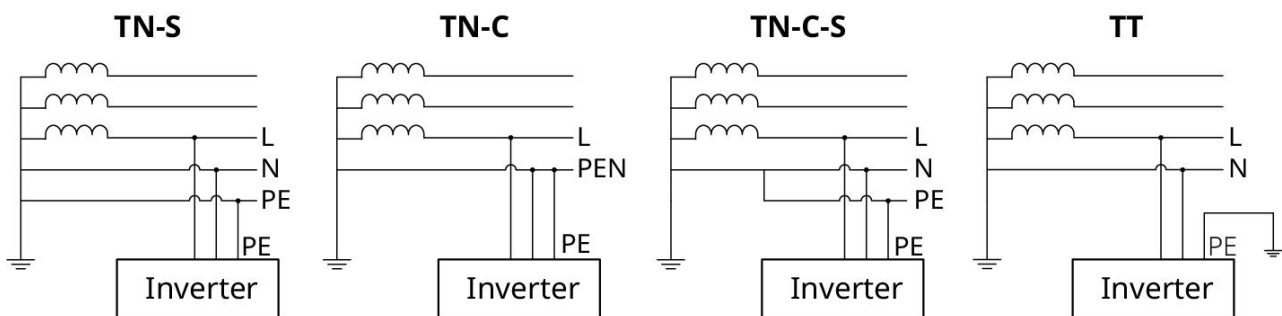 TN-S
TN-C
TN-C-S
TT
L
N
PE
PE
Inverter
L
PEN
PE
Inverter
L
N
PE
PE
Inverter
L
N
PE
Inverter